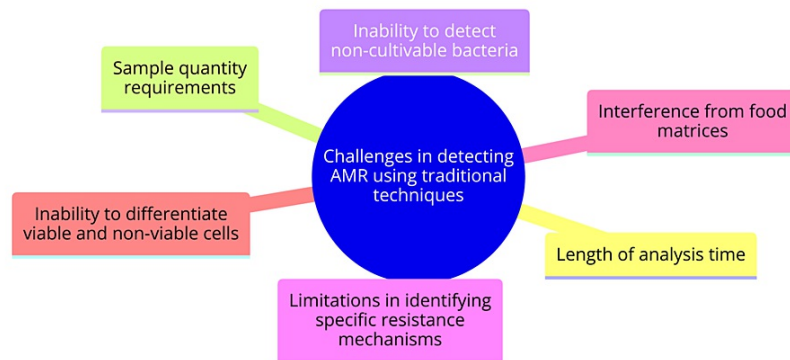 Inability to detect
non-cultivable bacteria
Sample quantity
requirements
Interference from food
matrices
Challenges in detecting
AMR using traditional
techniques
Inability to differentiate
viable and non-viable cells
Length of analysis time
Limitations in identifying
specific resistance
mechanisms